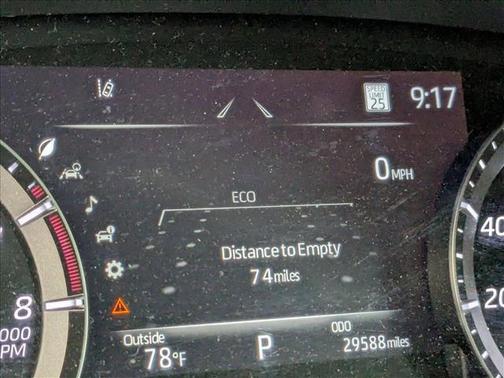 SPEED
LIMIT
25
9:17
0 MPH
ECO
Distance to Empty
74 miles
40
20
8
000
PM
Outside
78°F
P
ODO
29588 miles